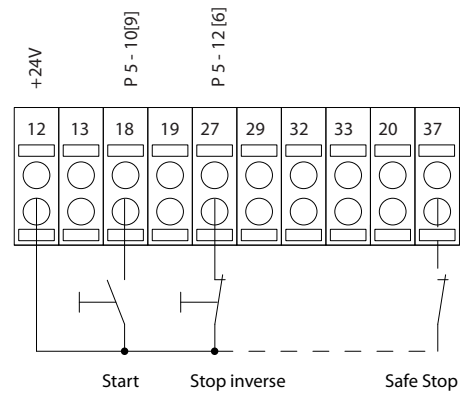 +24V
P 5 - 10[9]
P 5 - 12 [6]
12 13 18 19 27 29 32 33 20 37
Start Stop inverse Safe Stop